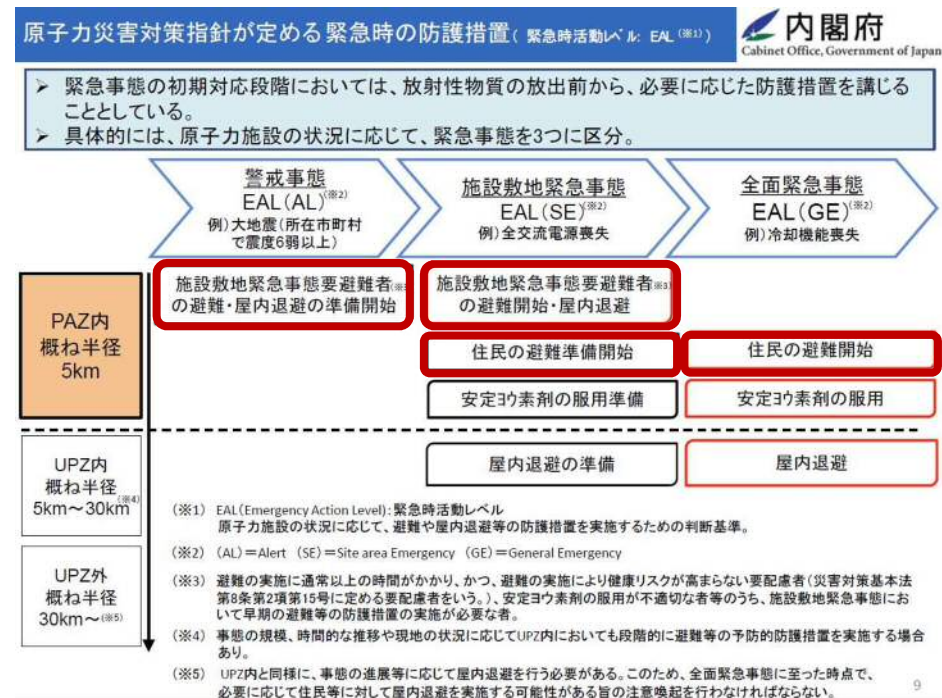 原子力災害対策指針が定める緊急時の防護措置( 緊急時活動レベル: EAL (※1) )
内閣府
Cabinet Office, Government of Japan
➢ 緊急事態の初期対応段階においては、放射性物質の放出前から、必要に応じた防護措置を講じる
こととしている。
➢ 具体的には、原子力施設の状況に応じて、緊急事態を3つに区分。
警戒事態
EAL(AL)(※2)
例)大地震(所在市町村
で震度6弱以上)
施設敷地緊急事態
EAL(SE)(※2)
例)全交流電源喪失
全面緊急事態
EAL(GE)(※2)
例)冷却機能喪失
PAZ内
概ね半径
5km
施設敷地緊急事態要避難者(※3)
の避難・屋内退避の準備開始
施設敷地緊急事態要避難者(※3)
の避難開始・屋内退避
住民の避難準備開始
住民の避難開始
安定ヨウ素剤の服用準備
安定ヨウ素剤の服用
UPZ内
概ね半径
5km~30km(※4)
屋内退避の準備
屋内退避
UPZ外
概ね半径
30km~(※5)
(※1) EAL(Emergency Action Level):緊急時活動レベル
原子力施設の状況に応じて、避難や屋内退避等の防護措置を実施するための判断基準。
(※2) (AL)=Alert (SE)=Site area Emergency (GE)=General Emergency
(※3) 避難の実施に通常以上の時間がかかり、かつ、避難の実施により健康リスクが高まらない要配慮者(災害対策基本法
第8条第2項第15号に定める要配慮者をいう。)、安定ヨウ素剤の服用が不適切な者等のうち、施設敷地緊急事態にお
いて早期の避難等の防護措置の実施が必要な者。
(※4) 事態の規模、時間的な推移や現地の状況に応じてUPZ内においても段階的に避難等の予防的防護措置を実施する場合
あり。
(※5) UPZ内と同様に、事態の進展等に応じて屋内退避を行う必要がある。このため、全面緊急事態に至った時点で、
必要に応じて住民等に対して屋内退避を実施する可能性がある旨の注意喚起を行わなければならない。
9